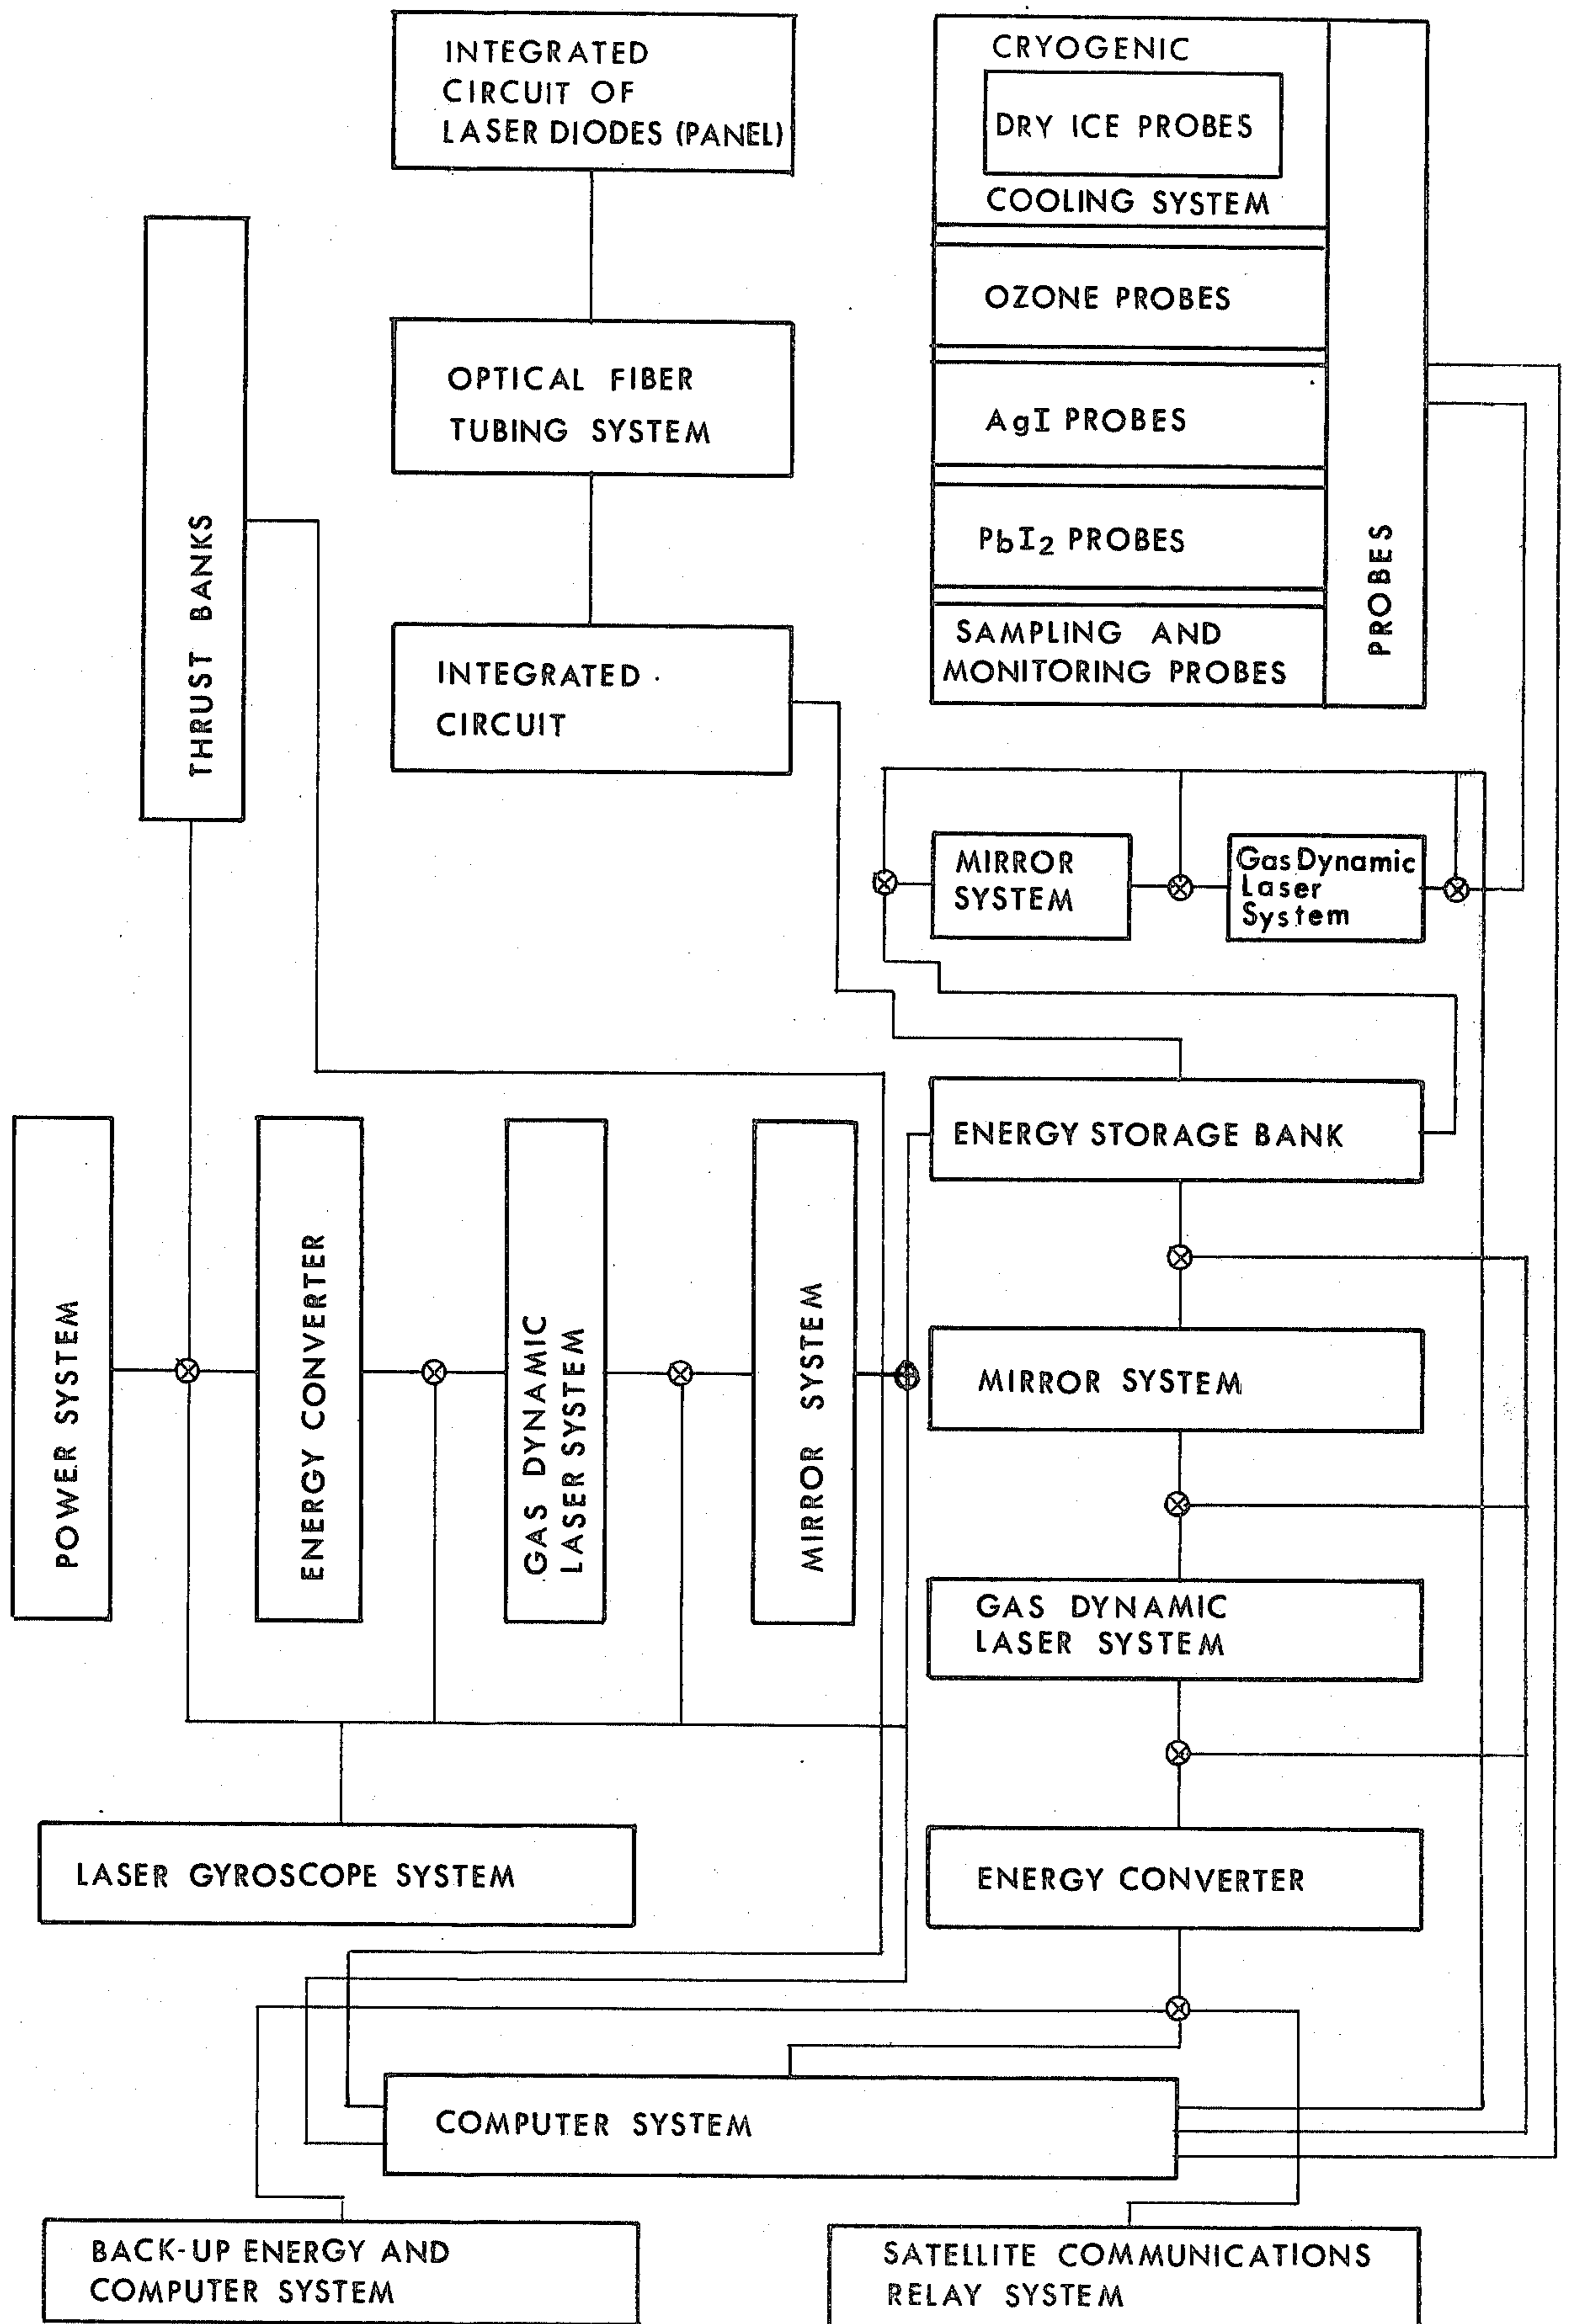 INTEGRATED
CIRCUIT OF
LASER DIODES (PANEL)
CRYOGENIC
DRY ICE PROBES
COOLING SYSTEM
OZONE PROBES
AgI PROBES
PbI2 PROBES
SAMPLING AND
MONITORING PROBES
PROBES
THRUST BANKS
OPTICAL FIBER
TUBING SYSTEM
INTEGRATED
CIRCUIT
MIRROR
SYSTEM
Gas Dynamic
Laser
System
ENERGY STORAGE BANK
POWER SYSTEM
ENERGY CONVERTER
GAS DYNAMIC
LASER SYSTEM
MIRROR SYSTEM
MIRROR SYSTEM
GAS DYNAMIC
LASER SYSTEM
LASER GYROSCOPE SYSTEM
ENERGY CONVERTER
COMPUTER SYSTEM
BACK-UP ENERGY AND
COMPUTER SYSTEM
SATELLITE COMMUNICATIONS
RELAY SYSTEM